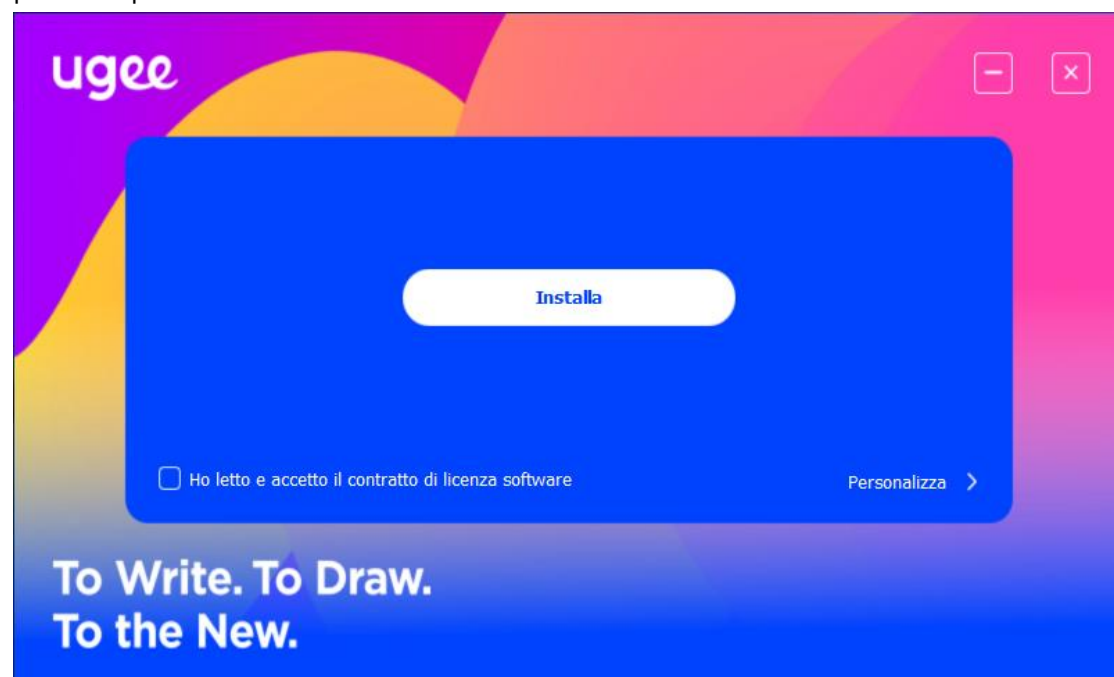 ugee
Installa
Ho letto e accetto il contratto di licenza software
Personalizza
To Write. To Draw.
To the New.